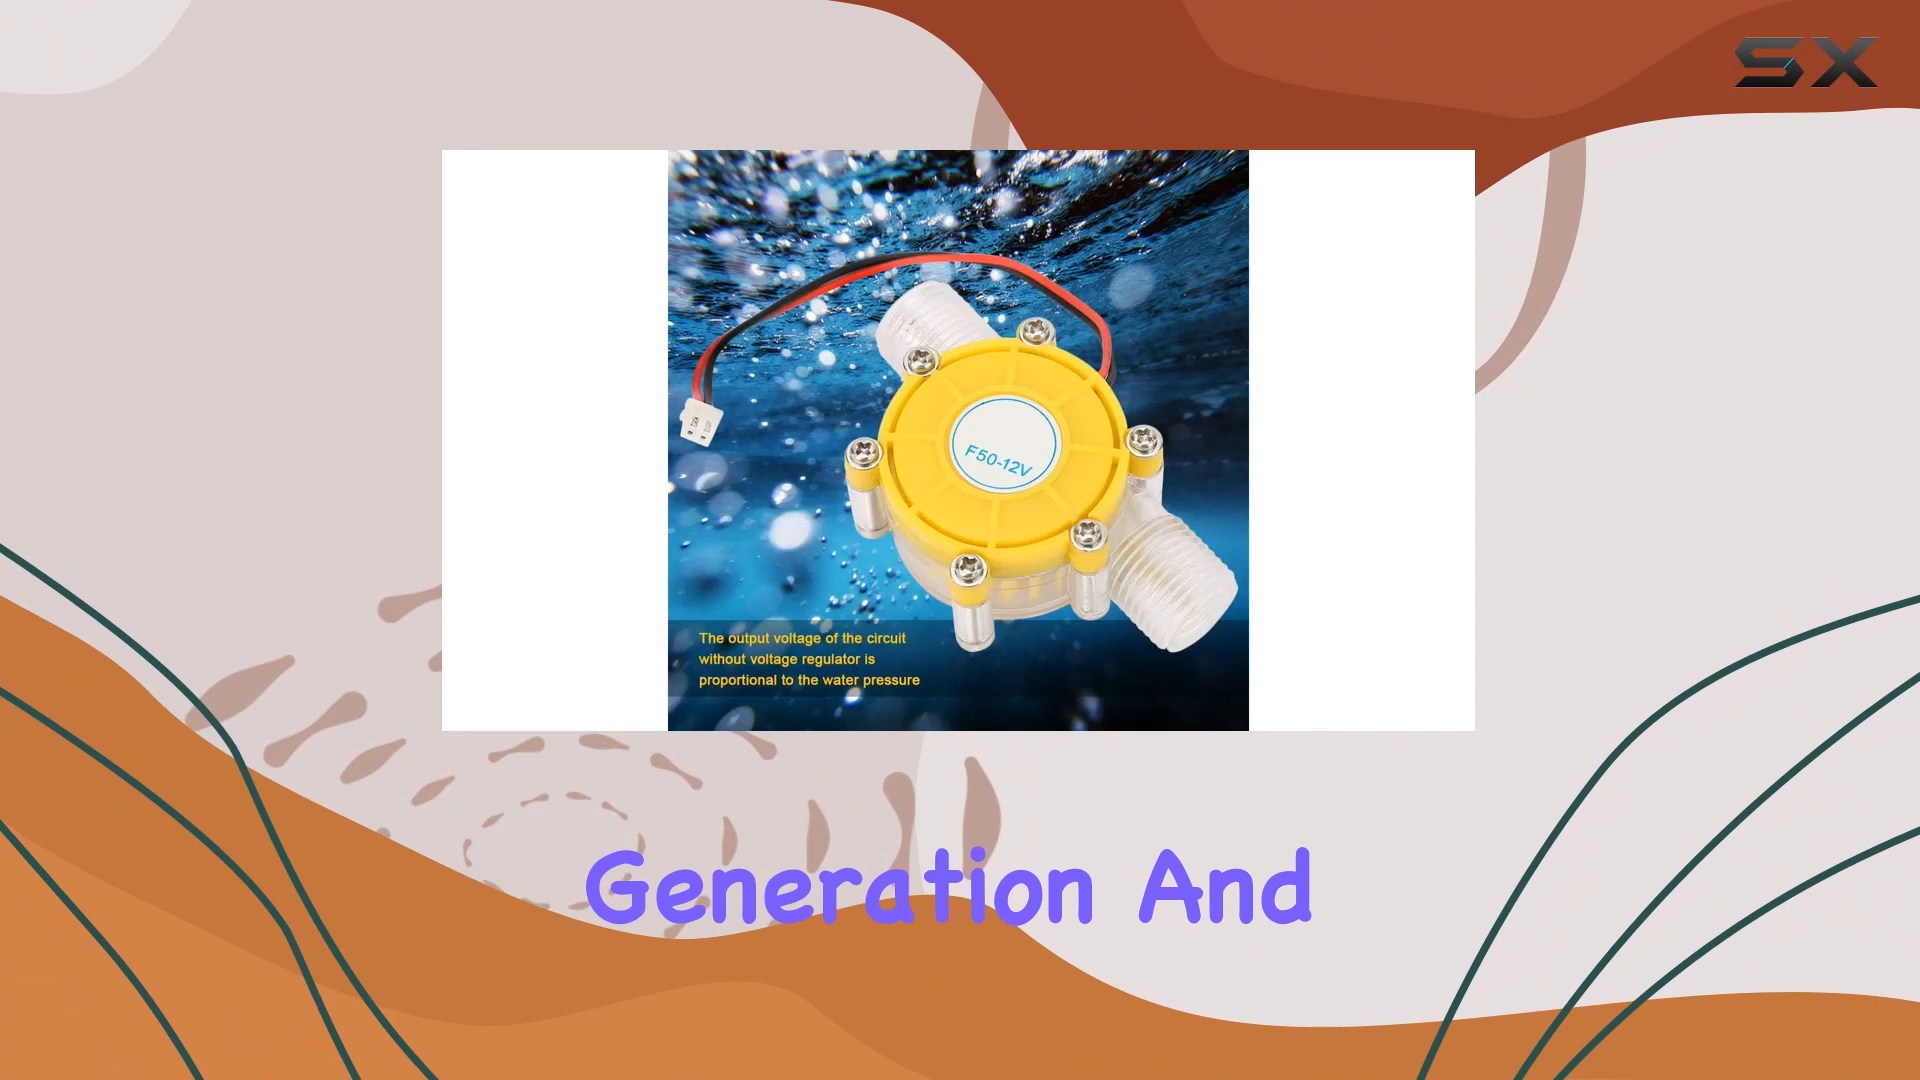 SX
F50-12V
The output voltage of the circuit
without voltage regulator is
proportional to the water pressure
Generation And